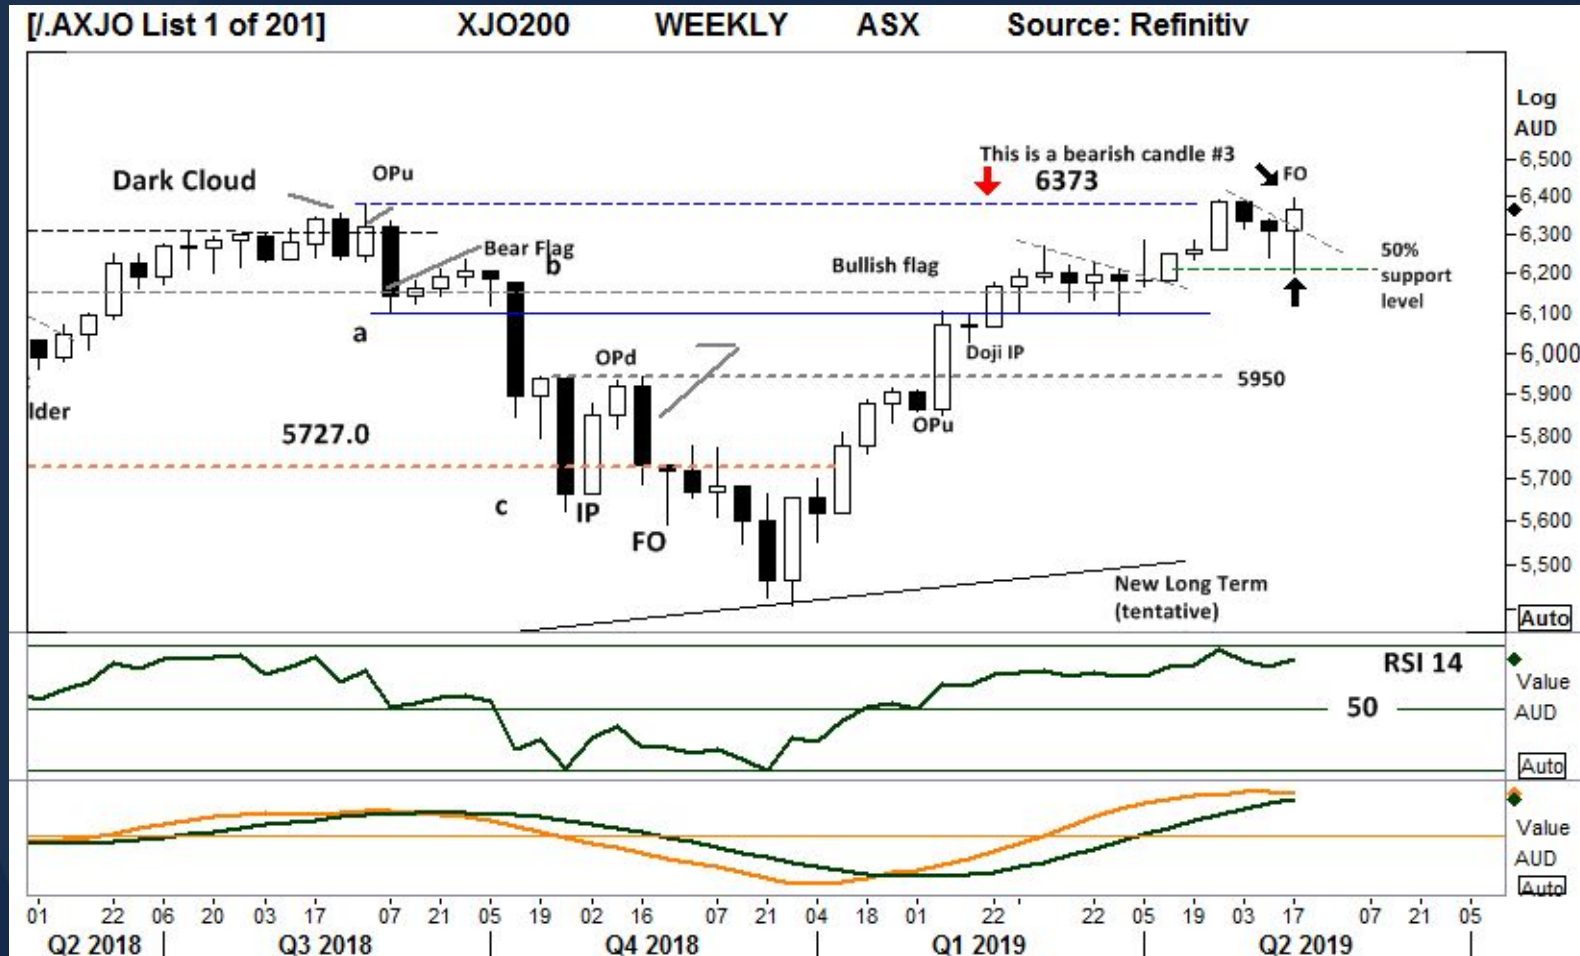 [/.AXJO List 1 of 201] XJO200 WEEKLY ASX Source: Refinitiv
Log
AUD
This is a bearish candle #3
6,500
Dark Cloud
OPu
6373
FO
6,400
6,300
Bear Flag
b
Bullish flag
50%
support
level
6,200
6,100
a
Doji IP
6,000
OPd
5950
5,900
lder
OPu
5727.0
5,800
5,700
c
IP
FO
5,600
5,500
New Long Term
(tentative)
Auto
RSI 14
Value
50
AUD
Auto
Value
AUD
Auto
01 22 06 20 03 17 07 21 05 19 02 16 07 21 04 18 01 22 22 05 19 03 17 07 21 05
Q2 2018 Q3 2018 Q4 2018 Q1 2019 Q2 2019